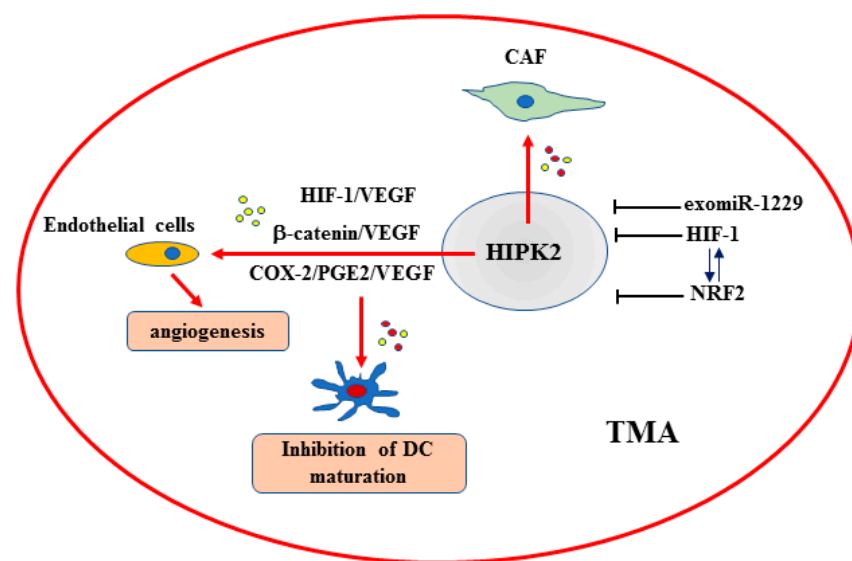 CAF
HIF-1/VEGF
exomiR-1229
Endothelial cells
β-catenin/VEGF
HIF-1
HIPK2
COX-2/PGE2/VEGF
NRF2
angiogenesis
TMA
Inhibition of DC
maturation